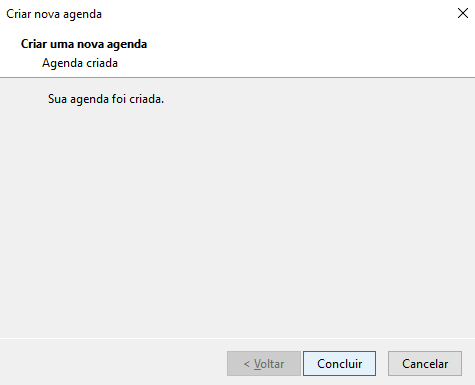 Criar nova agenda
Criar uma nova agenda
Agenda criada
Sua agenda foi criada.
< Voltar
Concluir
Cancelar